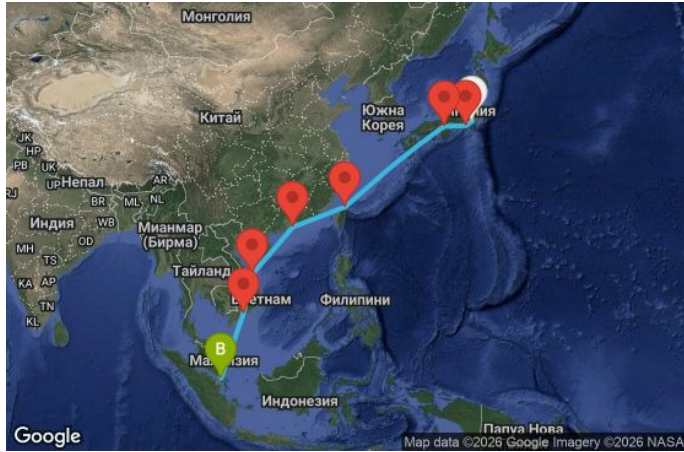 Монголия
Китай
Южна
Корея
JK
HP
PB
UK
UP
Непал
AR
RJ
BR
ML
NL
Индия
WB
Мианмар
(Бирма)
MH
OD
TS
Тайланд
KA
AP
TN
KL
Филипини
B
Индонезия
Папуа Нова
Google
Map data ©2026 Google Imagery ©2026 NASA